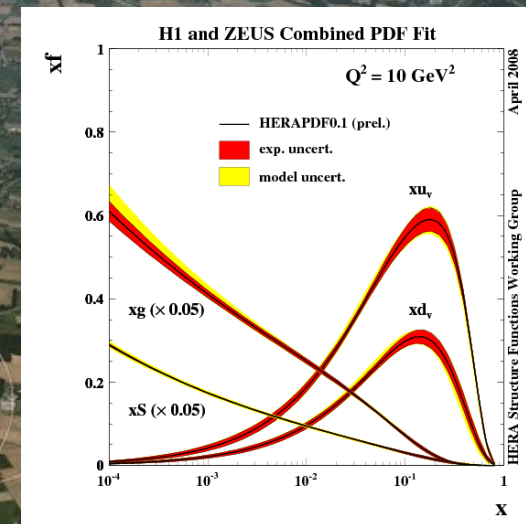 H1 and ZEUS Combined PDF Fit
xf
Q² = 10 GeV²
April 2008
HERAPDF0.1 (prel.)
exp. uncert.
model uncert.
xuᵥ
xdᵥ
xg (× 0.05)
xS (× 0.05)
HERA Structure Functions Working Group
1
0.8
0.6
0.4
0.2
0
10⁻⁴
10⁻³
10⁻²
10⁻¹
1
x